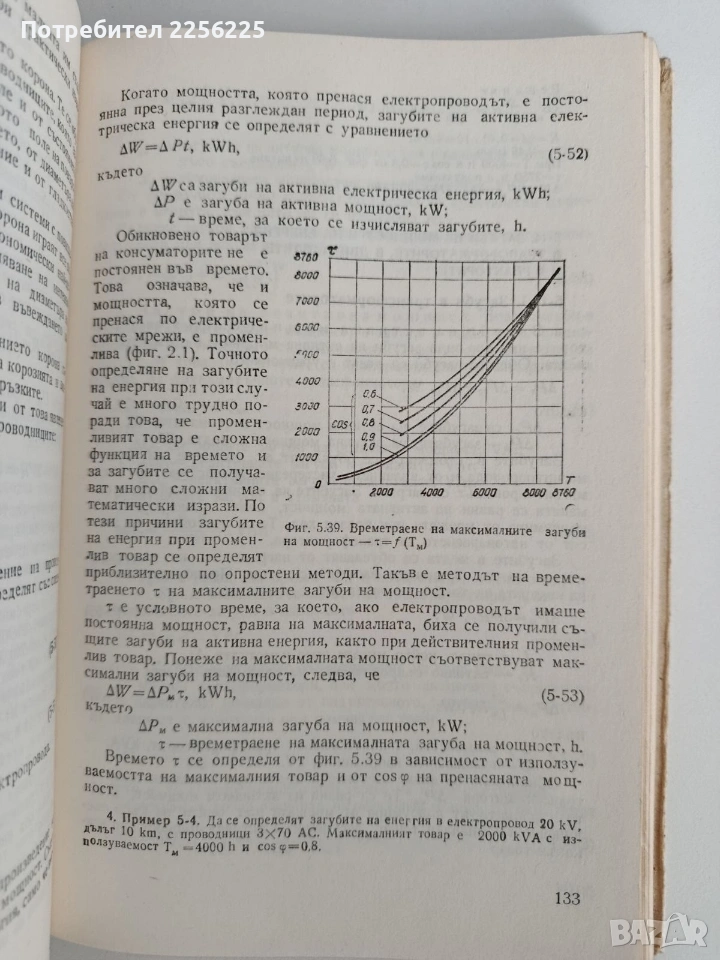 Потребител 2256225
Когато мощността, която пренася електропроводът, е посто-
янна през целия разглеждан период, загубите на активна елек-
трическа енергия се определят с уравнението
ΔW=ΔPt, kWh, (5-52)
където
ΔW са загуби на активна електрическа енергия, kWh;
ΔP е загуба на активна мощност, kW;
t — време, за което се изчисляват загубите, h.
Обикновено товарът
на консуматорите не е
постоянен във времето.
Това означава, че и
мощността, която се
пренася по електриче-
ските мрежи, е промен-
лива (фиг. 2.1). Точното
определяне на загубите
на енергия при този слу-
чай е много трудно по-
ради това, че промен-
ливият товар е сложна
функция на времето и
за загубите се получа-
ват много сложни ма-
тематически изрази. По
тези причини загубите
на енергия при промен-
лив товар се определят
8760 τ
8000
7000
6000
5000
4000
3000
2000
1000
0
cos
0,6
0,7
0,8
0,9
1,0
2000 4000 6000 8000 8760
T
Фиг. 5.39. Времетраене на максималните загуби
на мощност — τ=f (Tм)
приблизително по опростени методи. Такъв е методът на време-
траенето τ на максималните загуби на мощност.
τ е условното време, за което, ако електропроводът имаше
постоянна мощност, равна на максималната, биха се получили съ-
щите загуби на активна енергия, както при действителния промен-
лив товар. Понеже на максималната мощност съответствуват мак-
симални загуби на мощност, следва, че
ΔW=ΔPм τ, kWh, (5-53)
където
ΔPм е максимална загуба на мощност, kW;
τ — времетраене на максималната загуба на мощност, h.
Времето τ се определя от фиг. 5.39 в зависимост от използу-
ваемостта на максималния товар и от cos φ на пренасяната мощ-
ност.
4. Пример 5-4. Да се определят загубите на енергия в електропровод 20 kV,
дълъг 10 km, с проводници 3×70 АС. Максималният товар е 2000 kVA с из-
ползуваемост Tм=4000 h и cos φ=0,8.
133
BAZAR